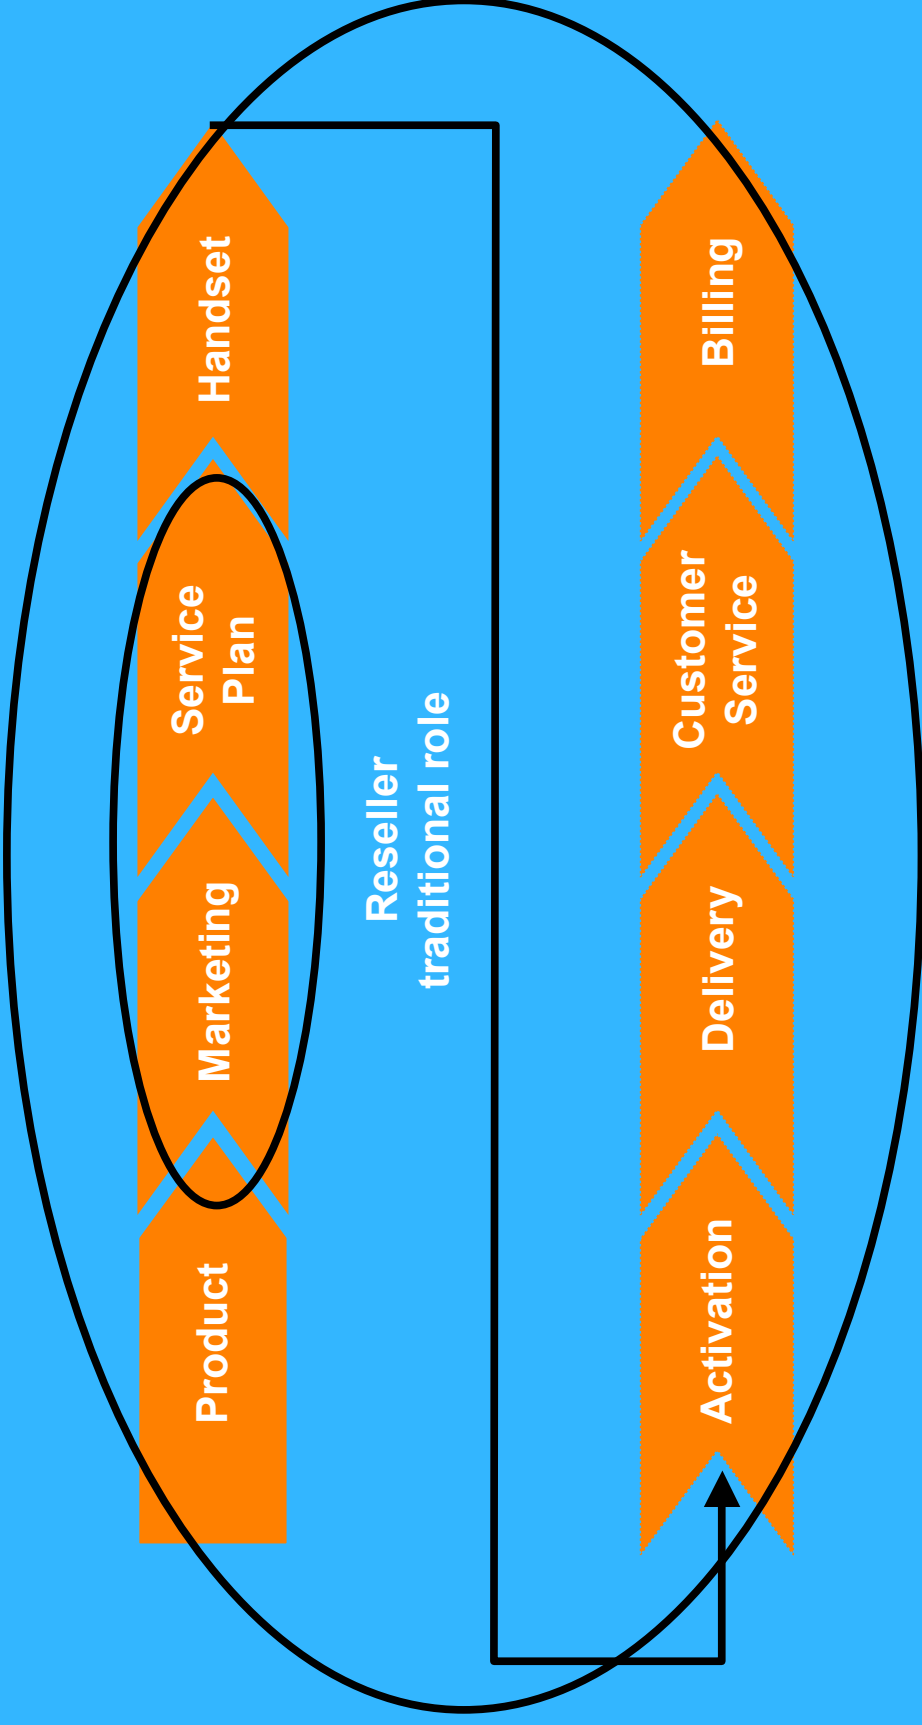 Product
Marketing
Service
Plan
Handset
Reseller
traditional role
Activation
Delivery
Customer
Service
Billing